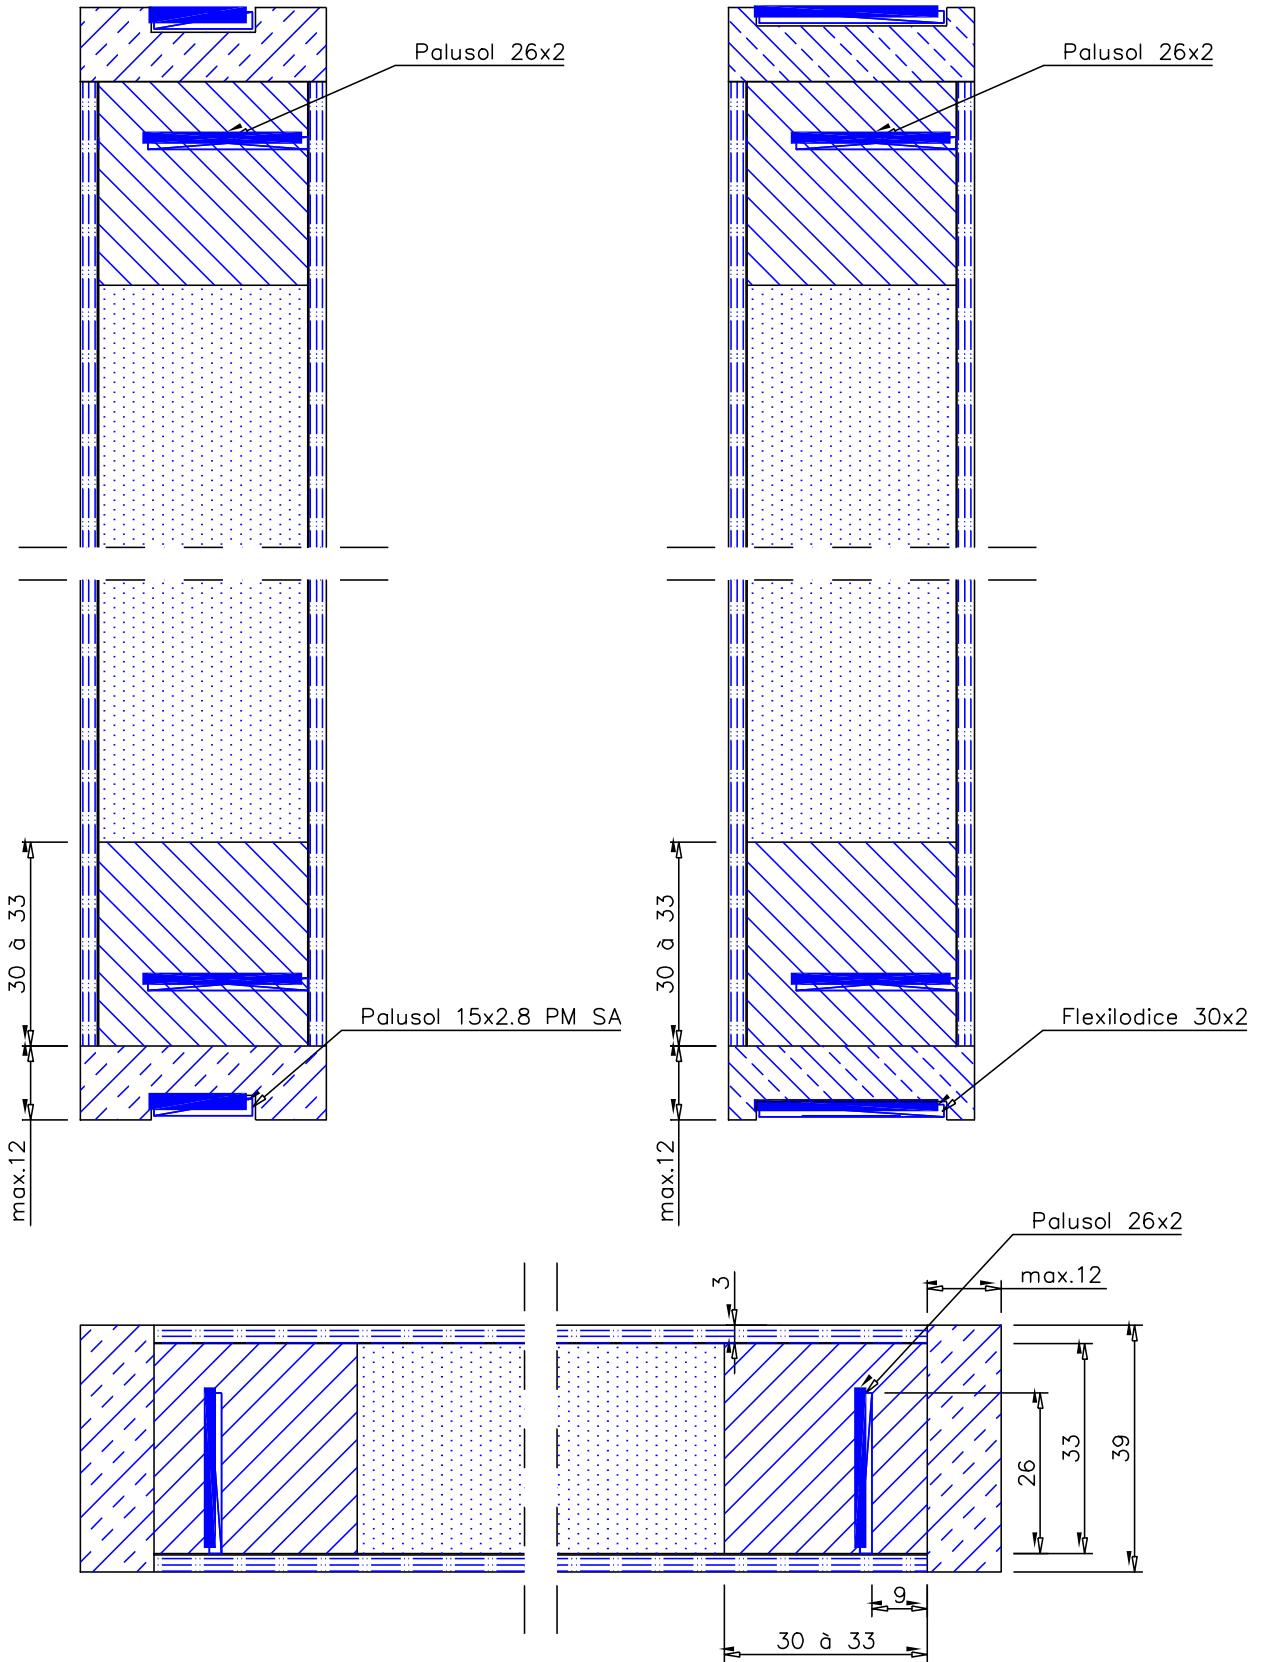 Palusol 26x2
Palusol 26x2
30 à 33
30 à 33
Palusol 15x2.8 PM SA
Flexilodice 30x2
max.12
max.12
Palusol 26x2
3
max.12
26
33
39
9
30 à 33